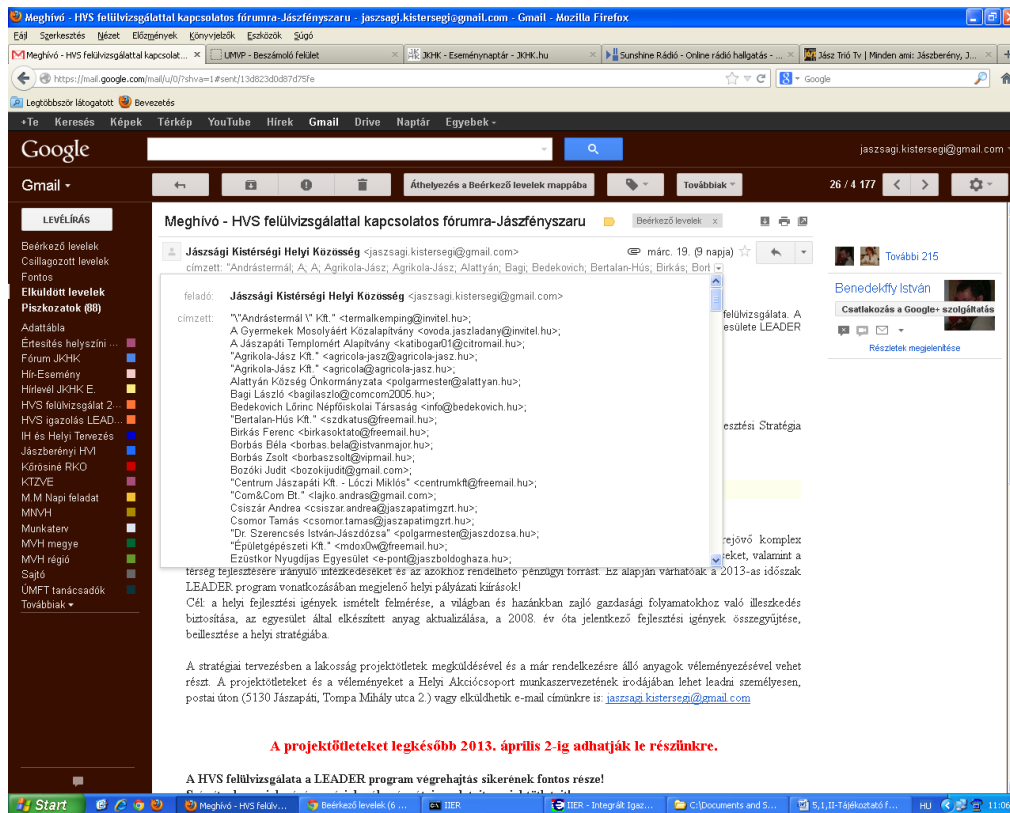 Meghívó - HVS felülvizsgálattal kapcsolatos fórumra-Jászfényszaru - jaszsagi.kistersegi@gmail.com - Gmail - Mozilla Firefox
Fájl Szerkesztés Nézet Előzmények Könyvjelzők Eszközök Súgó
Meghívó - HVS felülvizsgálattal kapcsolat... × UMVP - Beszámoló felület × JKHK - Eseménynaptár - JKHK.hu × Sunshine Rádió - Online rádió hallgatás - ... × Jász Trió Tv | Minden ami: Jászberény, J... ×
https://mail.google.com/mail/u/0/?shva=1#sent/13d823d0d87d75fe
Google
Legtöbbször látogatott Bevezetés
+Te Keresés Képek Térkép YouTube Hírek Gmail Drive Naptár Egyebek
Google
jaszsagi.kistersegi@gmail.com
Gmail
Áthelyezés a Beérkező levelek mappába
Továbbiak
26 / 4 177
LEVÉLÍRÁS
Beérkező levelek
Csillagozott levelek
Fontos
Elküldött levelek
Piszkozatok (88)
Adattábla
Értesítés helyszíni ...
Fórum JKHK
Hír-Esemény
Hírlevél JKHK E.
HVS felülvizsgálat 2...
HVS igazolás LEAD...
IH és Helyi Tervezés
Jászberényi HVI
Kőrösiné RKO
KTZVE
M.M Napi feladat
MNVH
Munkaterv
MVH megye
MVH régió
Sajtó
ÚMFT tanácsadók
Továbbiak
Meghívó - HVS felülvizsgálattal kapcsolatos fórumra-Jászfényszaru
Beérkező levelek x
Jászsági Kistérségi Helyi Közösség <jaszsagi.kistersegi@gmail.com>
márc. 19. (9 napja)
címzett: "Andrástermál; A; A; Agrikola-Jász; Agrikola-Jász; Alattyán; Bagi; Bedekovich; Bertalan-Hús; Birkás; Bort
feladó: Jászsági Kistérségi Helyi Közösség <jaszsagi.kistersegi@gmail.com>
címzett: "\"Andrástermál \" Kft." <termalkemping@invitel.hu>;
A Gyermekek Mosolyáért Közalapítvány <ovoda.jaszladany@invitel.hu>;
A Jászapáti Templomért Alapítvány <katibogar01@citromail.hu>;
"Agrikola-Jász Kft." <agricola-jasz@agricola-jasz.hu>;
"Agrikola-Jász Kft." <agricola@agricola-jasz.hu>;
Alattyán Község Önkormányzata <polgarmester@alattyan.hu>;
Bagi László <bagilaszlo@comcom2005.hu>;
Bedekovich Lőrinc Népfőiskolai Társaság <info@bedekovich.hu>;
"Bertalan-Hús Kft." <szdkatus@freemail.hu>;
Birkás Ferenc <birkasoktato@freemail.hu>;
Borbás Béla <borbas.bela@istvanmajor.hu>;
Borbás Zsolt <borbaszsolt@vipmail.hu>;
Bozóki Judit <bozokijudit@gmail.com>;
"Centrum Jászapáti Kft. - Lóczi Miklós" <centrumkft@freemail.hu>;
"Com&Com Bt." <lajko.andras@gmail.com>;
Csiszár Andrea <csiszar.andrea@jaszapatimgzrt.hu>;
Csomor Tamás <csomor.tamas@jaszapatimgzrt.hu>;
"Dr. Szerencsés István-Jászdózsa" <polgarmester@jaszdozsa.hu>;
"Épületgépészeti Kft." <mdox0w@freemail.hu>;
Ezüstkor Nyugdíjas Egyesület <e-pont@jaszboldoghaza.hu>;
felülvizsgálata. A
esülete LEADER
esztési Stratégia
rejövő komplex
éseket, valamint a
térség fejlesztésére irányuló intézkedéseket és az azokhoz rendelhető pénzügyi forrást. Ez alapján várhatóak a 2013-as időszak
LEADER program vonatkozásában megjelenő helyi pályázati kiírások!
Cél: a helyi fejlesztési igények ismételt felmérése, a világban és hazánkban zajló gazdasági folyamatokhoz való illeszkedés
biztosítása, az egyesület által elkészített anyag aktualizálása, a 2008. év óta jelentkező fejlesztési igények összegyűjtése,
beillesztése a helyi stratégiába.
A stratégiai tervezésben a lakosság projektötletek megküldésével és a már rendelkezésre álló anyagok véleményezésével vehet
részt. A projektötleteket és a véleményeket a Helyi Akciócsoport munkaszervezetének irodájában lehet leadni személyesen,
postai úton (5130 Jászapáti, Tompa Mihály utca 2.) vagy elküldhetik e-mail címünkre is: jaszsagi.kistersegi@gmail.com
A projektötleteket legkésőbb 2013. április 2-ig adhatják le részünkre.
A HVS felülvizsgálata a LEADER program végrehajtás sikerének fontos része!
További 215
Benedekffy István
Csatlakozás a Google+ szolgáltatás
Részletek megjelenítése
Start
Meghívó - HVS felülv...
Beérkező levelek (6 ...
IIER
IIER - Integrált Igaz...
C:\Documents and S...
5,1,II-Tájékoztató f...
HU
11:06